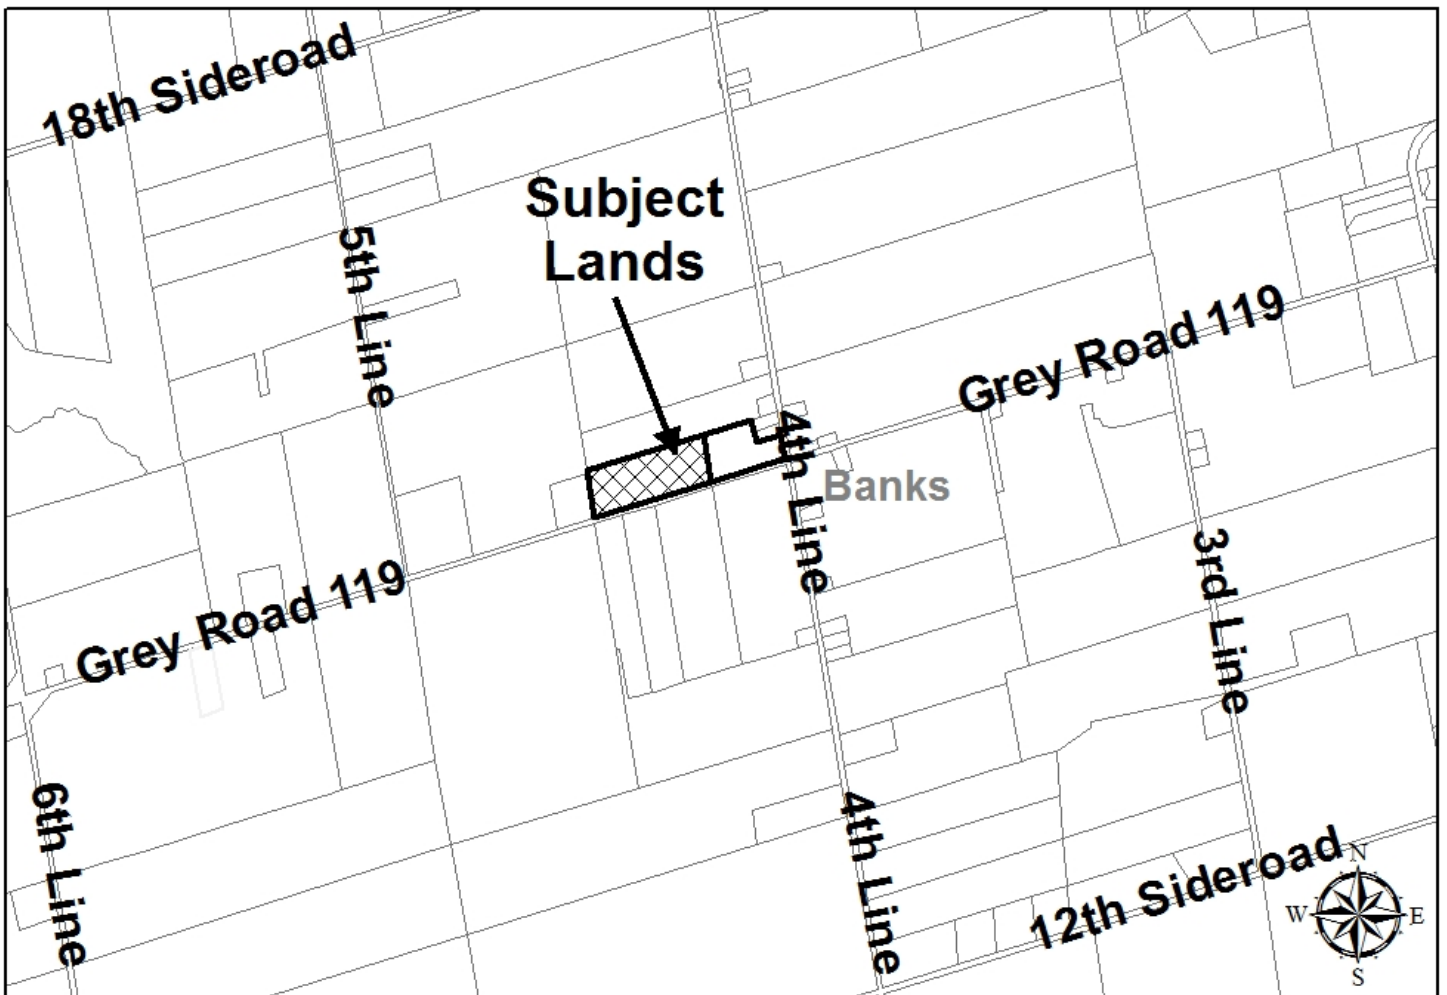 18th Sideroad
Subject
Lands
5th Line
Grey Road 119
4th Line
Banks
3rd Line
Grey Road 119
6th Line
4th Line
12th Sideroad
N
W
E
S